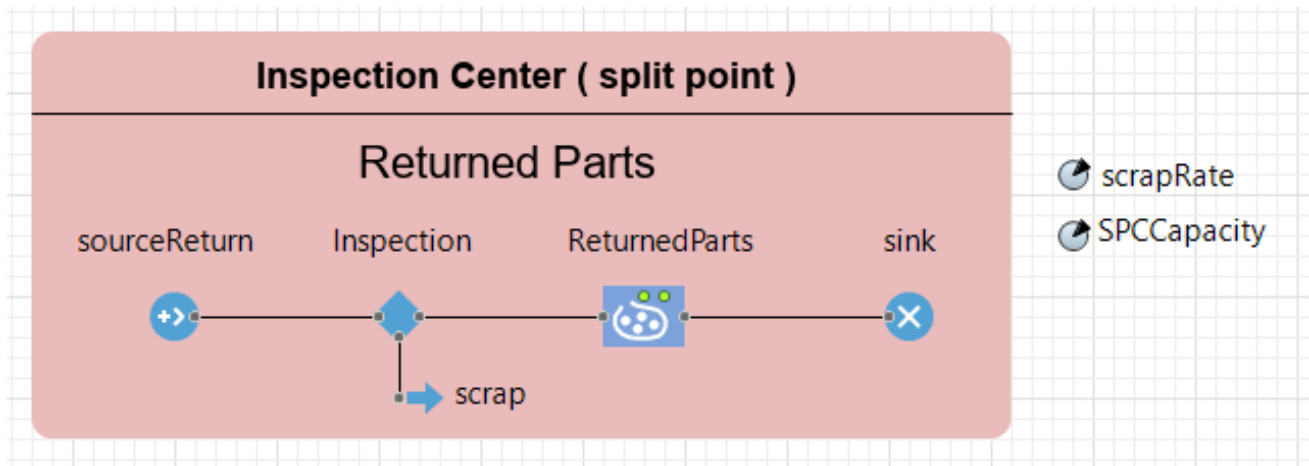 Inspection Center ( split point )
Returned Parts
scrapRate
SPCCapacity
sourceReturn Inspection ReturnedParts sink
scrap